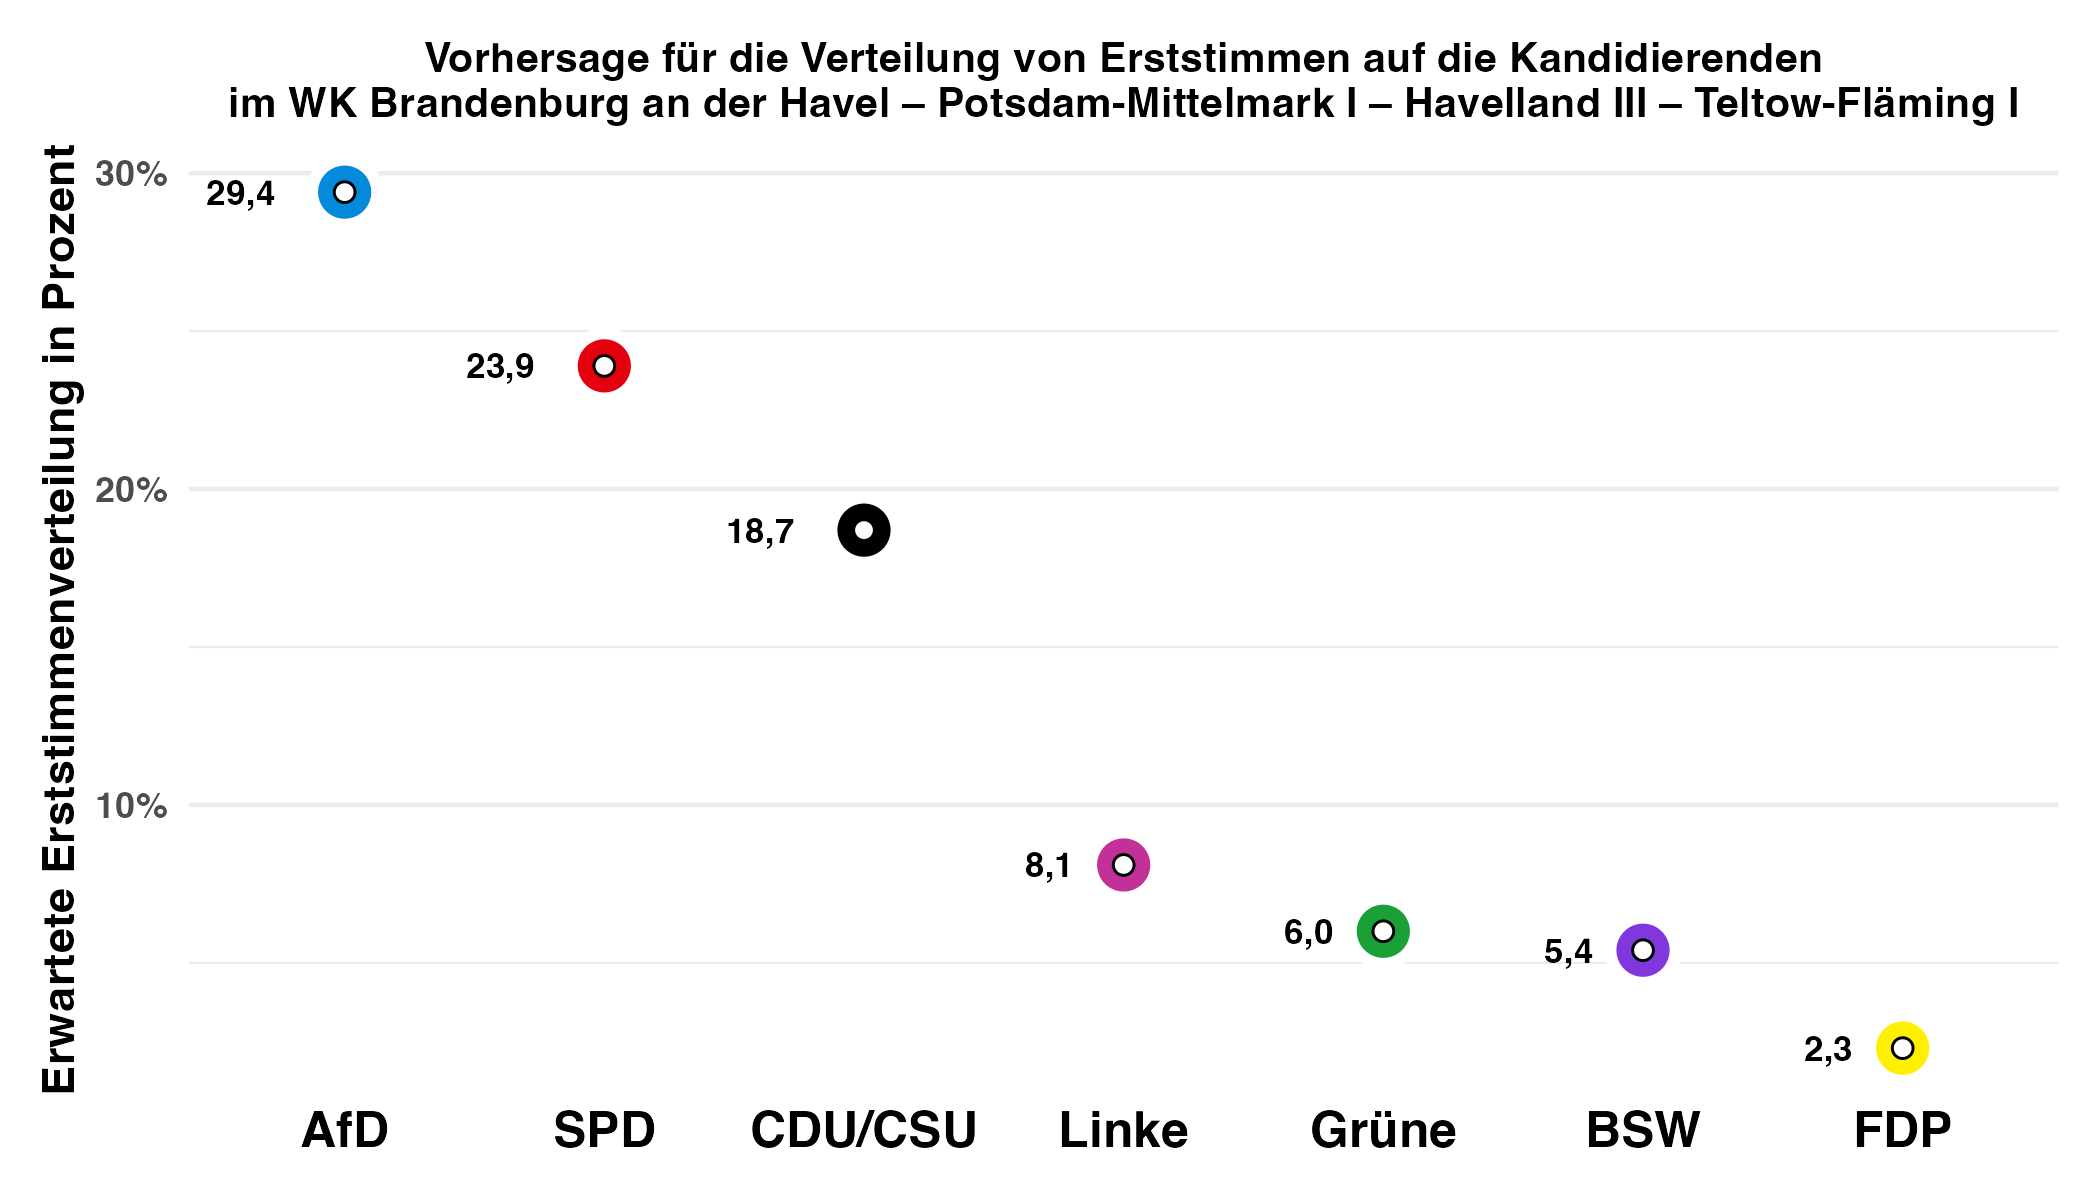 Vorhersage für die Verteilung von Erststimmen auf die Kandidierenden
im WK Brandenburg an der Havel – Potsdam-Mittelmark I – Havelland III – Teltow-Fläming I
Erwartete Erststimmenverteilung in Prozent
30%
20%
10%
29,4
23,9
18,7
8,1
6,0
5,4
2,3
AfD
SPD
CDU/CSU
Linke
Grüne
BSW
FDP